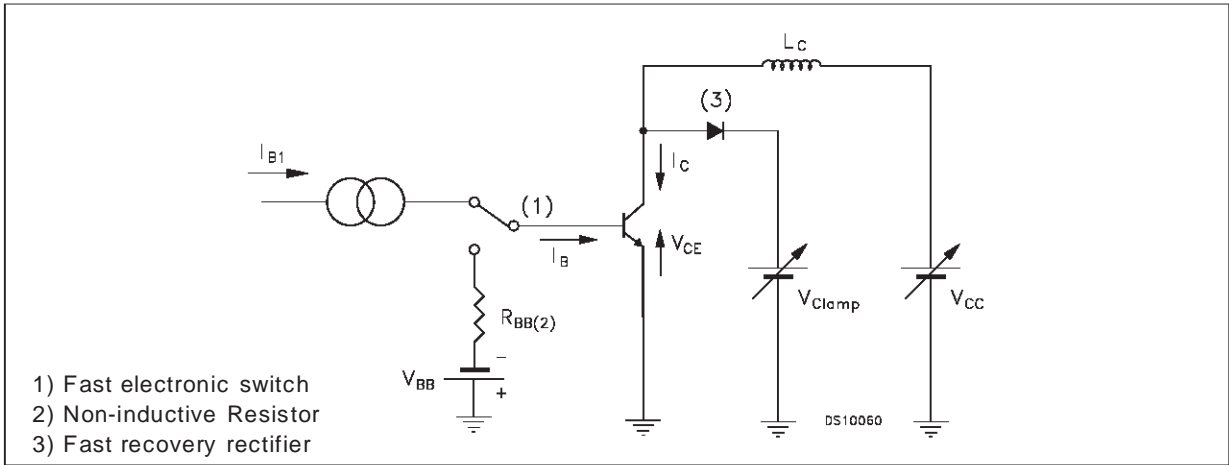 L_C
(3)
I_B1
I_C
(1)
I_B
V_CE
R_BB(2)
V_Clamp
V_CC
−
V_BB
+
1) Fast electronic switch
2) Non-inductive Resistor
3) Fast recovery rectifier
DS10060